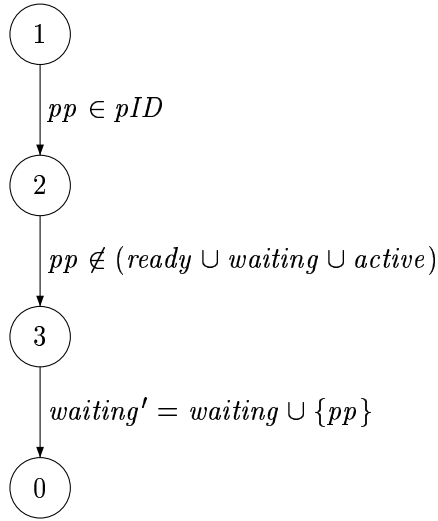 1
pp ∈ pID
2
pp ∉ (ready ∪ waiting ∪ active)
3
waiting′ = waiting ∪ {pp}
0